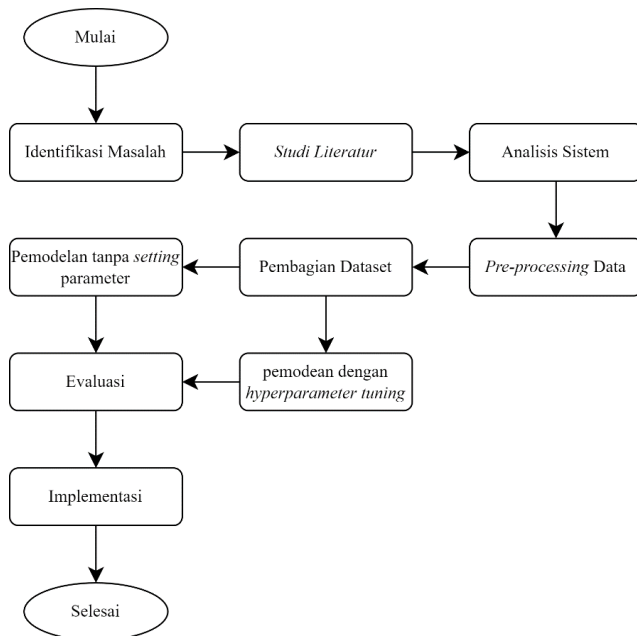 Mulai
Identifikasi Masalah
Studi Literatur
Analisis Sistem
Pre-processing Data
Pembagian Dataset
Pemodelan tanpa setting
parameter
pemodean dengan
hyperparameter tuning
Evaluasi
Implementasi
Selesai